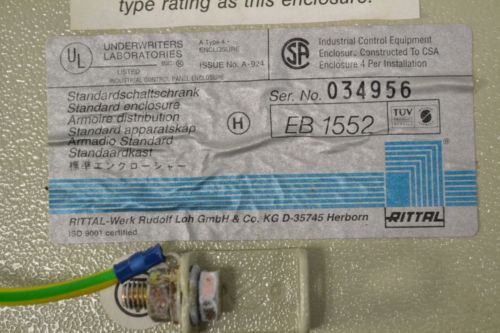 type rating as this enclosure.
UL
UNDERWRITERS
LABORATORIES
INC.®
LISTED
INDUSTRIAL CONTROL PANEL ENCLOSURE
A Type 4 -
ENCLOSURE
ISSUE No. A-924
SA
Industrial Control Equipment
Enclosure Constructed To CSA
Enclosure 4 Per Installation
Standardschaltschrank
Standard enclosure
Armoire distribution
Standard apparatskap
Armadio Standard
Standaardkast
標準エンクロージャー
H
Ser. No. 034956
EB 1552
TÜV
RITTAL
RITTAL-Werk Rudolf Loh GmbH & Co. KG D-35745 Herborn
ISO 9001 certified